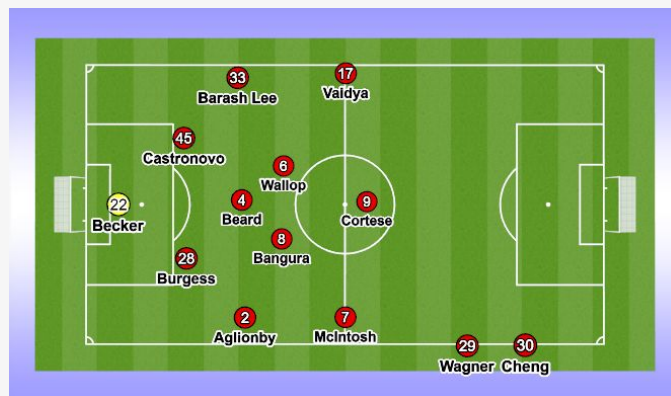 33
Barash Lee
17
Vaidya
45
Castronovo
6
Wallop
22
Becker
4
Beard
9
Cortese
8
Bangura
28
Burgess
2
Aglionby
7
McIntosh
29
Wagner
30
Cheng